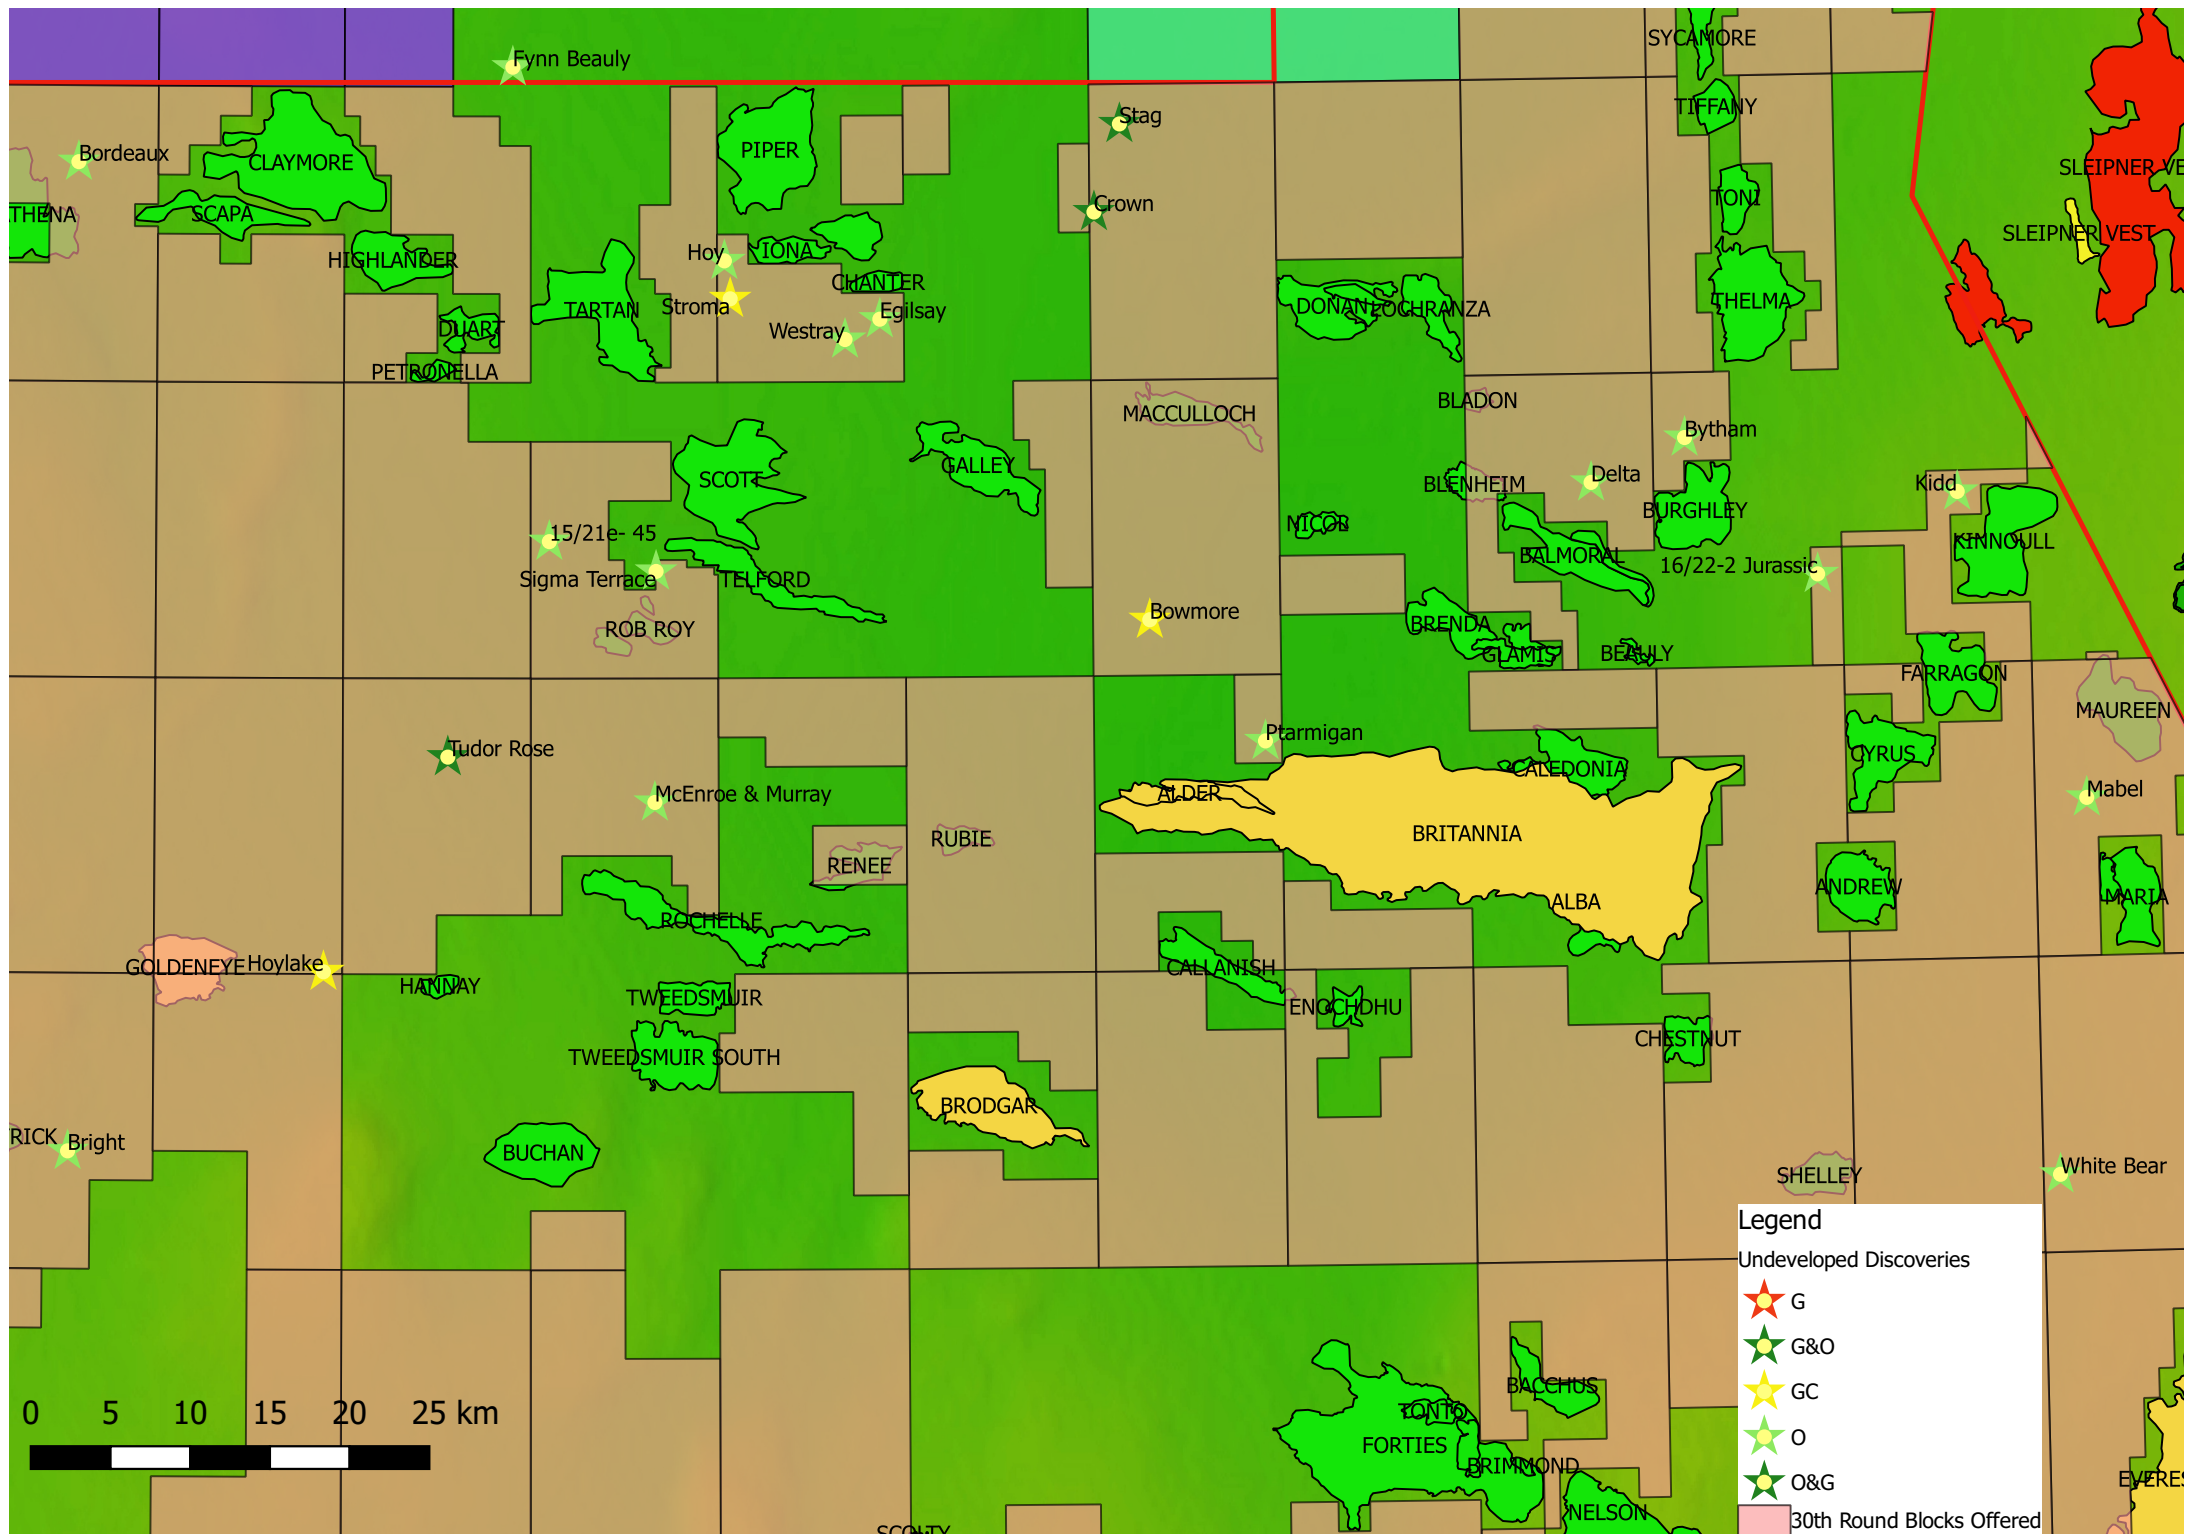 SYCAMORE
Fynn Beauly
TIFFANY
Stag
Bordeaux
CLAYMORE
PIPER
SLEIPNER VE
TONI
Crown
THENA
SCAPA
SLEIPNER VEST
Hoy
IONA
HIGHLANDER
CHANTER
THELMA
TARTAN
Stroma
Egilsay
DONAN
LOCHRANZA
DUART
Westray
PETRONELLA
BLADON
MACCULLOCH
Bytham
GALLEY
SCOTT
Delta
BLENHEIM
Kidd
BURGHLEY
NICOL
15/21e- 45
KINNOULL
BALMORAL
16/22-2 Jurassic
Sigma Terrace
TELFORD
Bowmore
BRENDA
ROB ROY
GLAMIS
BEAULY
FARRAGON
MAUREEN
Ptarmigan
Tudor Rose
CYRUS
CALEDONIA
Mabel
McEnroe & Murray
ALDER
BRITANNIA
RUBIE
RENEE
ANDREW
MARIA
ALBA
ROCHELLE
GOLDENEYE
Hoylake
CALLANISH
HANNAY
TWEEDSMUIR
ENOCHDHU
CHESTNUT
TWEEDSMUIR SOUTH
BRODGAR
RICK
Bright
BUCHAN
White Bear
SHELLEY
Legend
Undeveloped Discoveries
G
G&O
GC
O
O&G
30th Round Blocks Offered
BACCHUS
TONTO
FORTIES
BRIMMOND
EVERES
NELSON
0 5 10 15 20 25 km